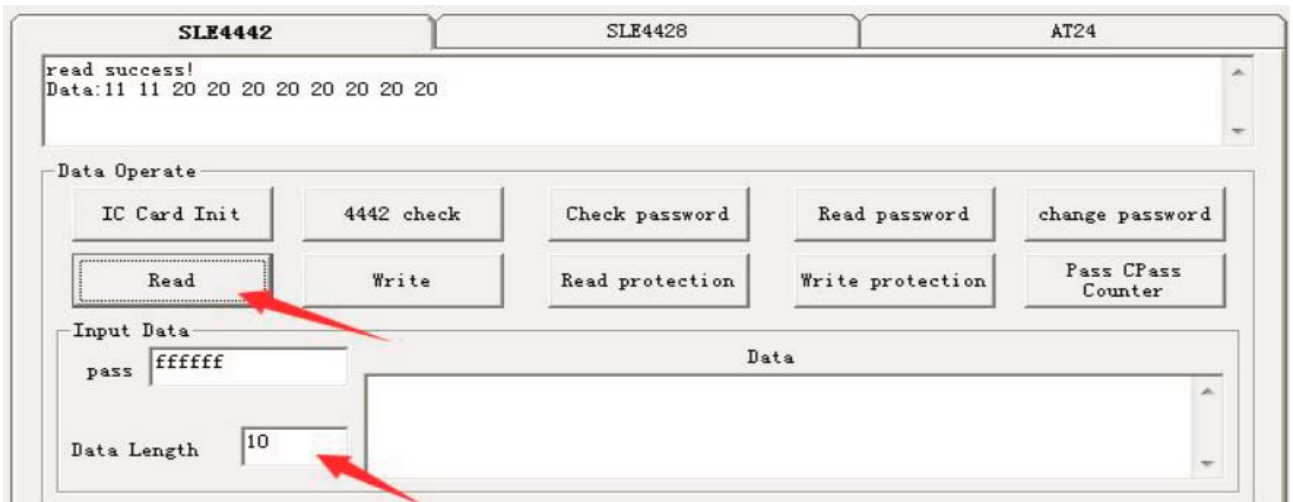 SLE4442 SLE4428 AT24
read success!
Data:11 11 20 20 20 20 20 20 20 20
Data Operate
IC Card Init 4442 check Check password Read password change password
Read Write Read protection Write protection Pass CPass
Counter
Input Data
pass ffffff
Data
Data Length 10